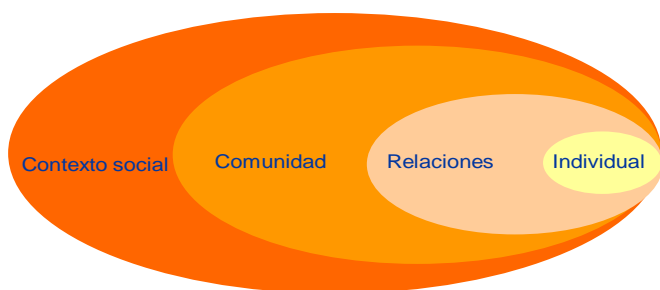 Contexto social
Comunidad
Relaciones
Individual